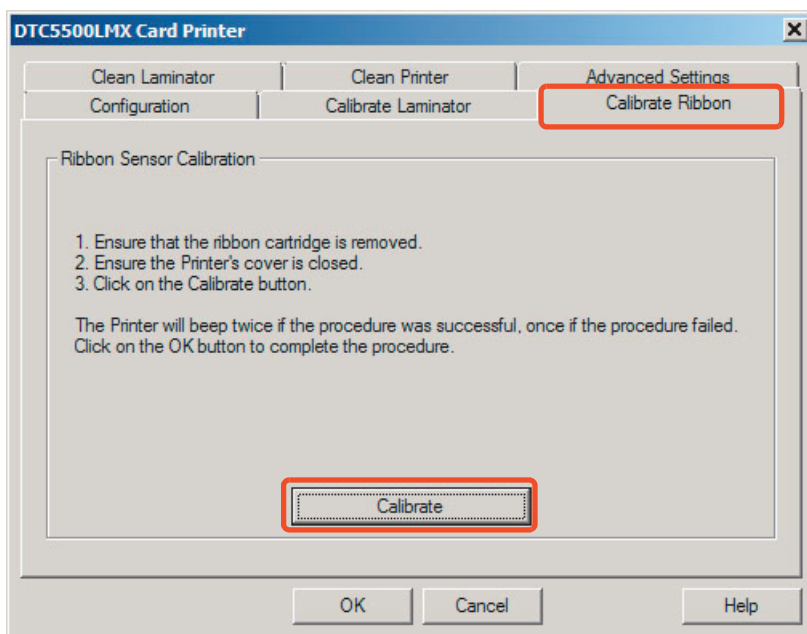 DTC5500LMX Card Printer
Clean Laminator
Clean Printer
Advanced Settings
Configuration
Calibrate Laminator
Calibrate Ribbon
Ribbon Sensor Calibration
1. Ensure that the ribbon cartridge is removed.
2. Ensure the Printer's cover is closed.
3. Click on the Calibrate button.
The Printer will beep twice if the procedure was successful, once if the procedure failed.
Click on the OK button to complete the procedure.
Calibrate
OK
Cancel
Help